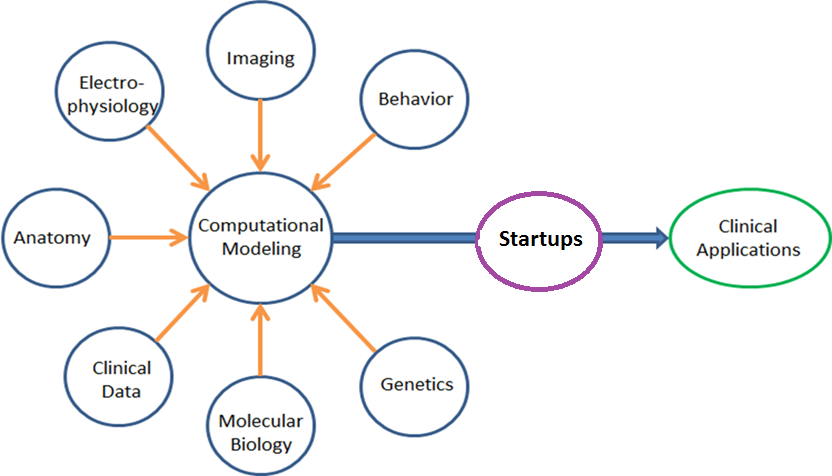 Imaging
Electro-
physiology
Behavior
Anatomy
Computational
Modeling
Startups
Clinical
Applications
Clinical
Data
Molecular
Biology
Genetics